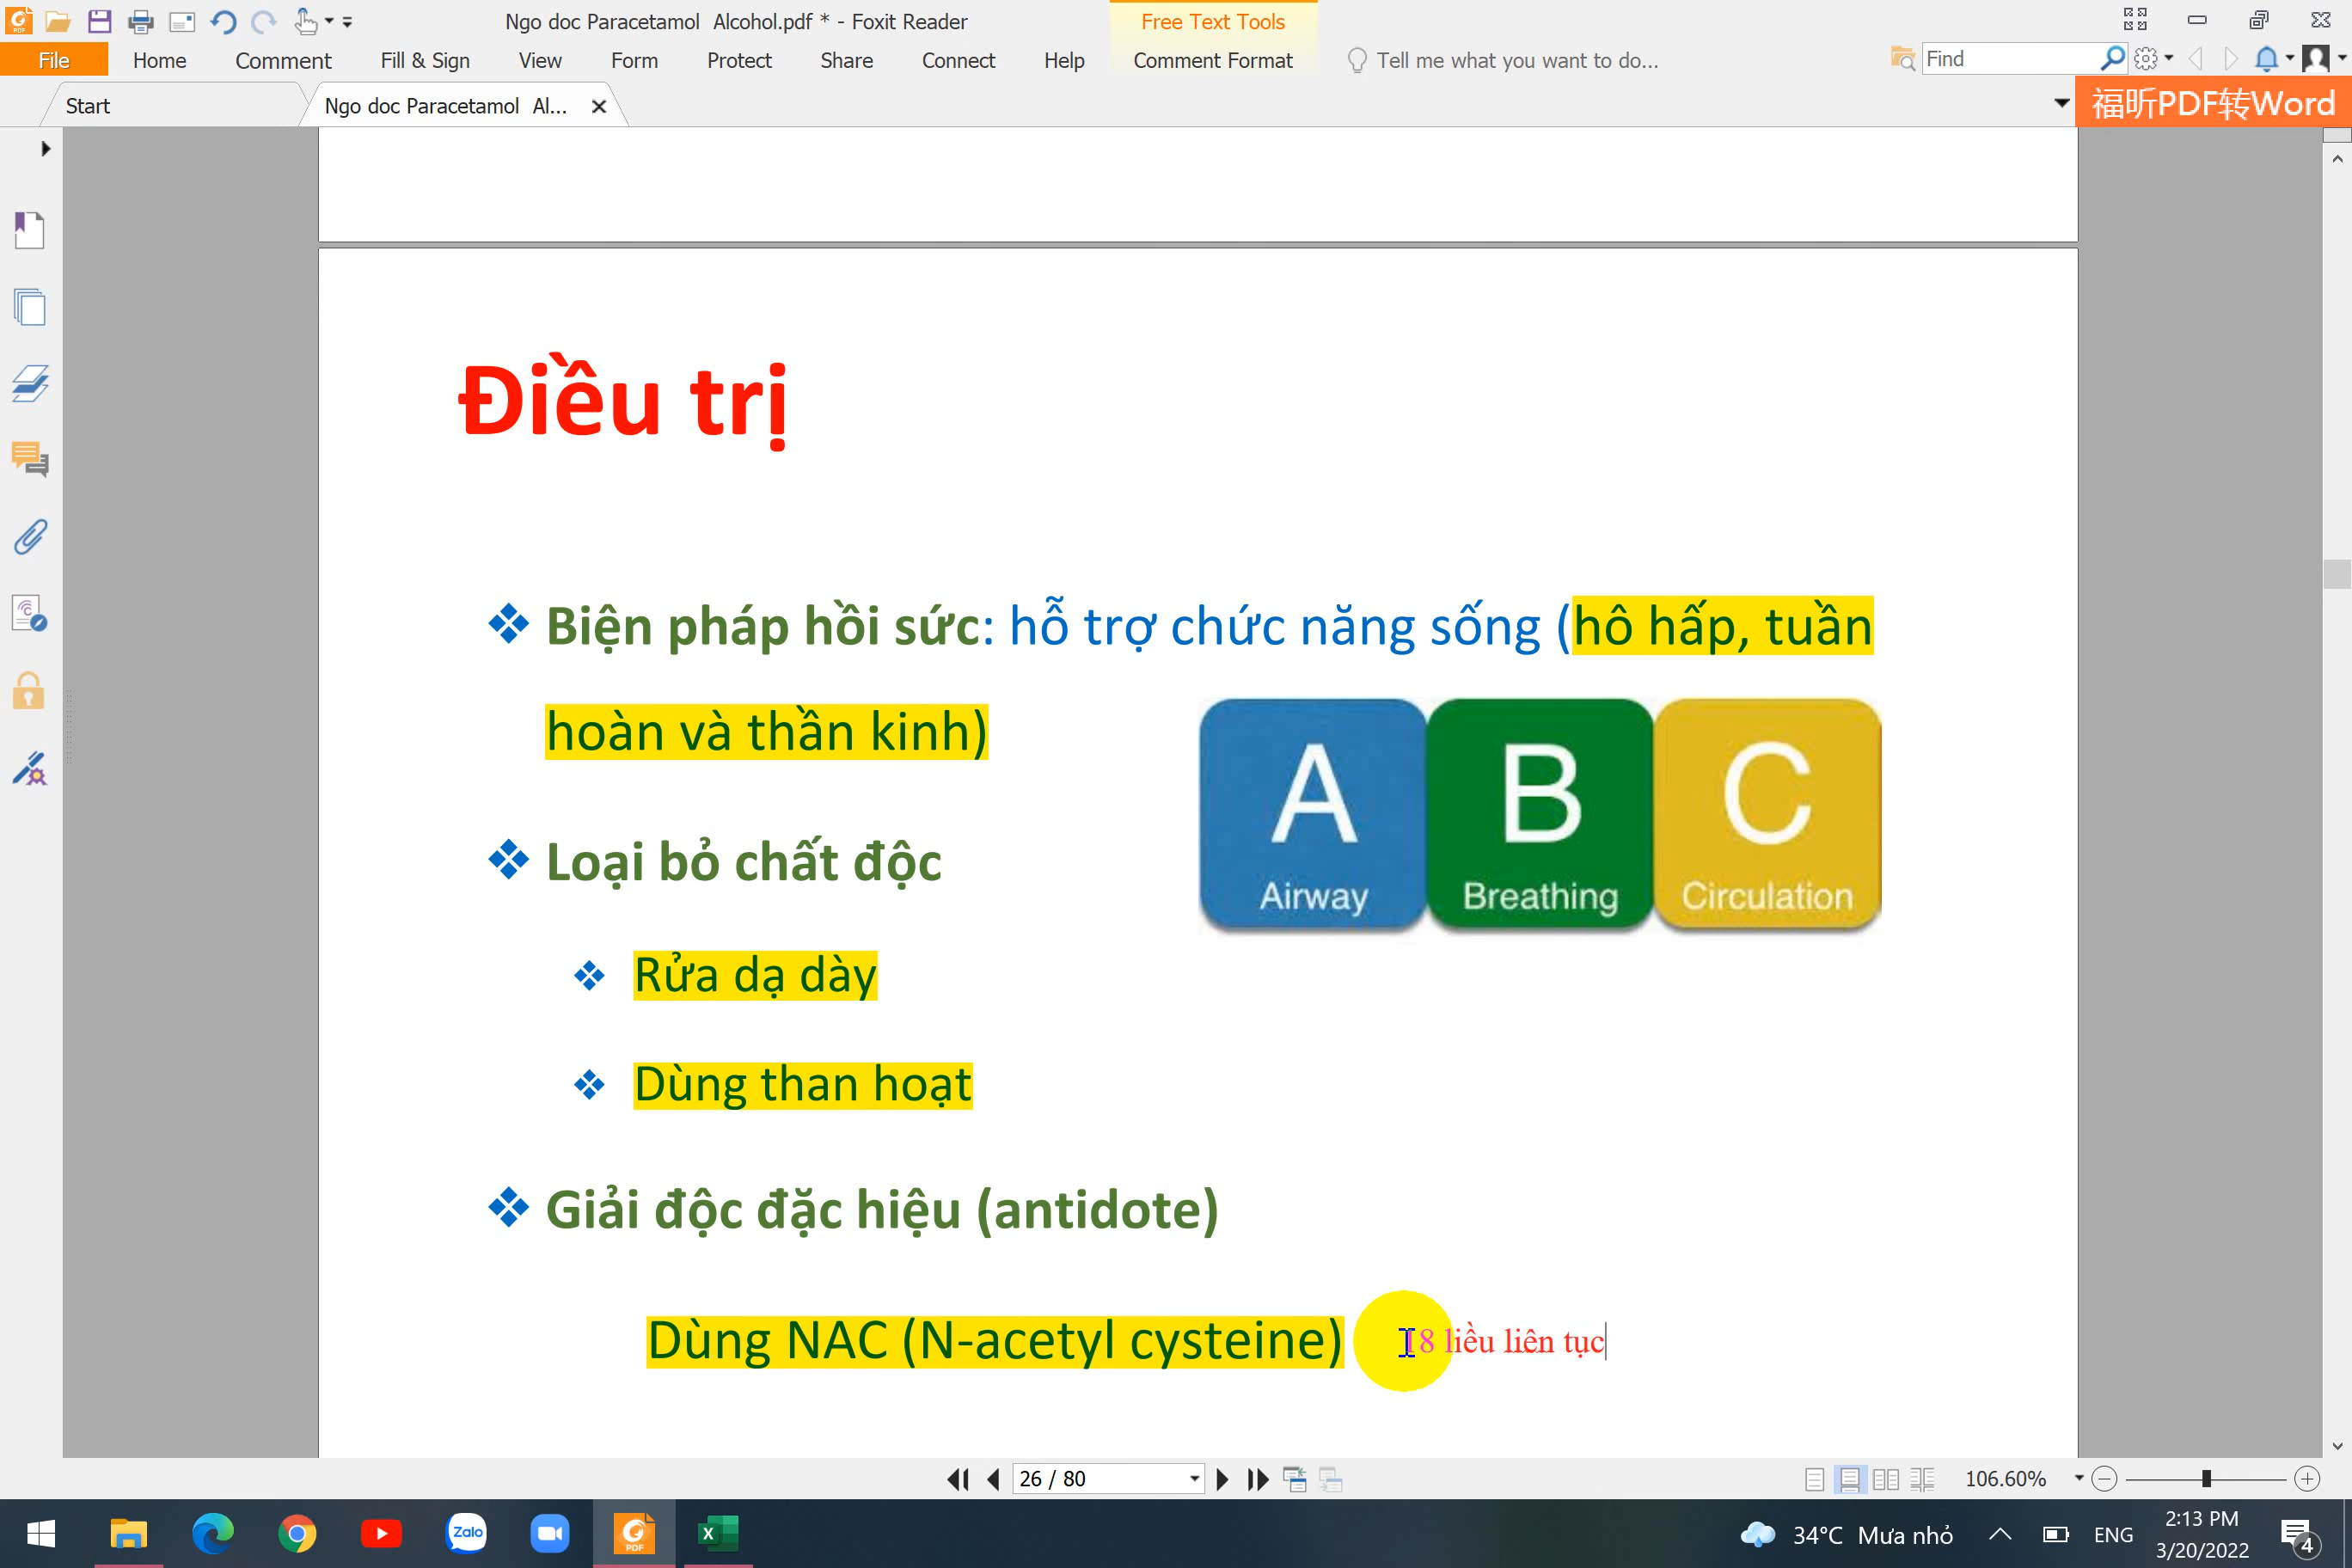 Ngo doc Paracetamol  Alcohol.pdf * - Foxit Reader
Free Text Tools
File
Home
Comment
Fill & Sign
View
Form
Protect
Share
Connect
Help
Comment Format
Tell me what you want to do...
Find
Start
Ngo doc Paracetamol  Al...
福昕PDF转Word
Điều trị
Biện pháp hồi sức: hỗ trợ chức năng sống (hô hấp, tuần
hoàn và thần kinh)
A
Airway
B
Breathing
C
Circulation
Loại bỏ chất độc
Rửa dạ dày
Dùng than hoạt
Giải độc đặc hiệu (antidote)
Dùng NAC (N-acetyl cysteine)
18 liều liên tục
26 / 80
106.60%
Zalo
PDF
34°C  Mưa nhỏ
ENG
2:13 PM
3/20/2022
4